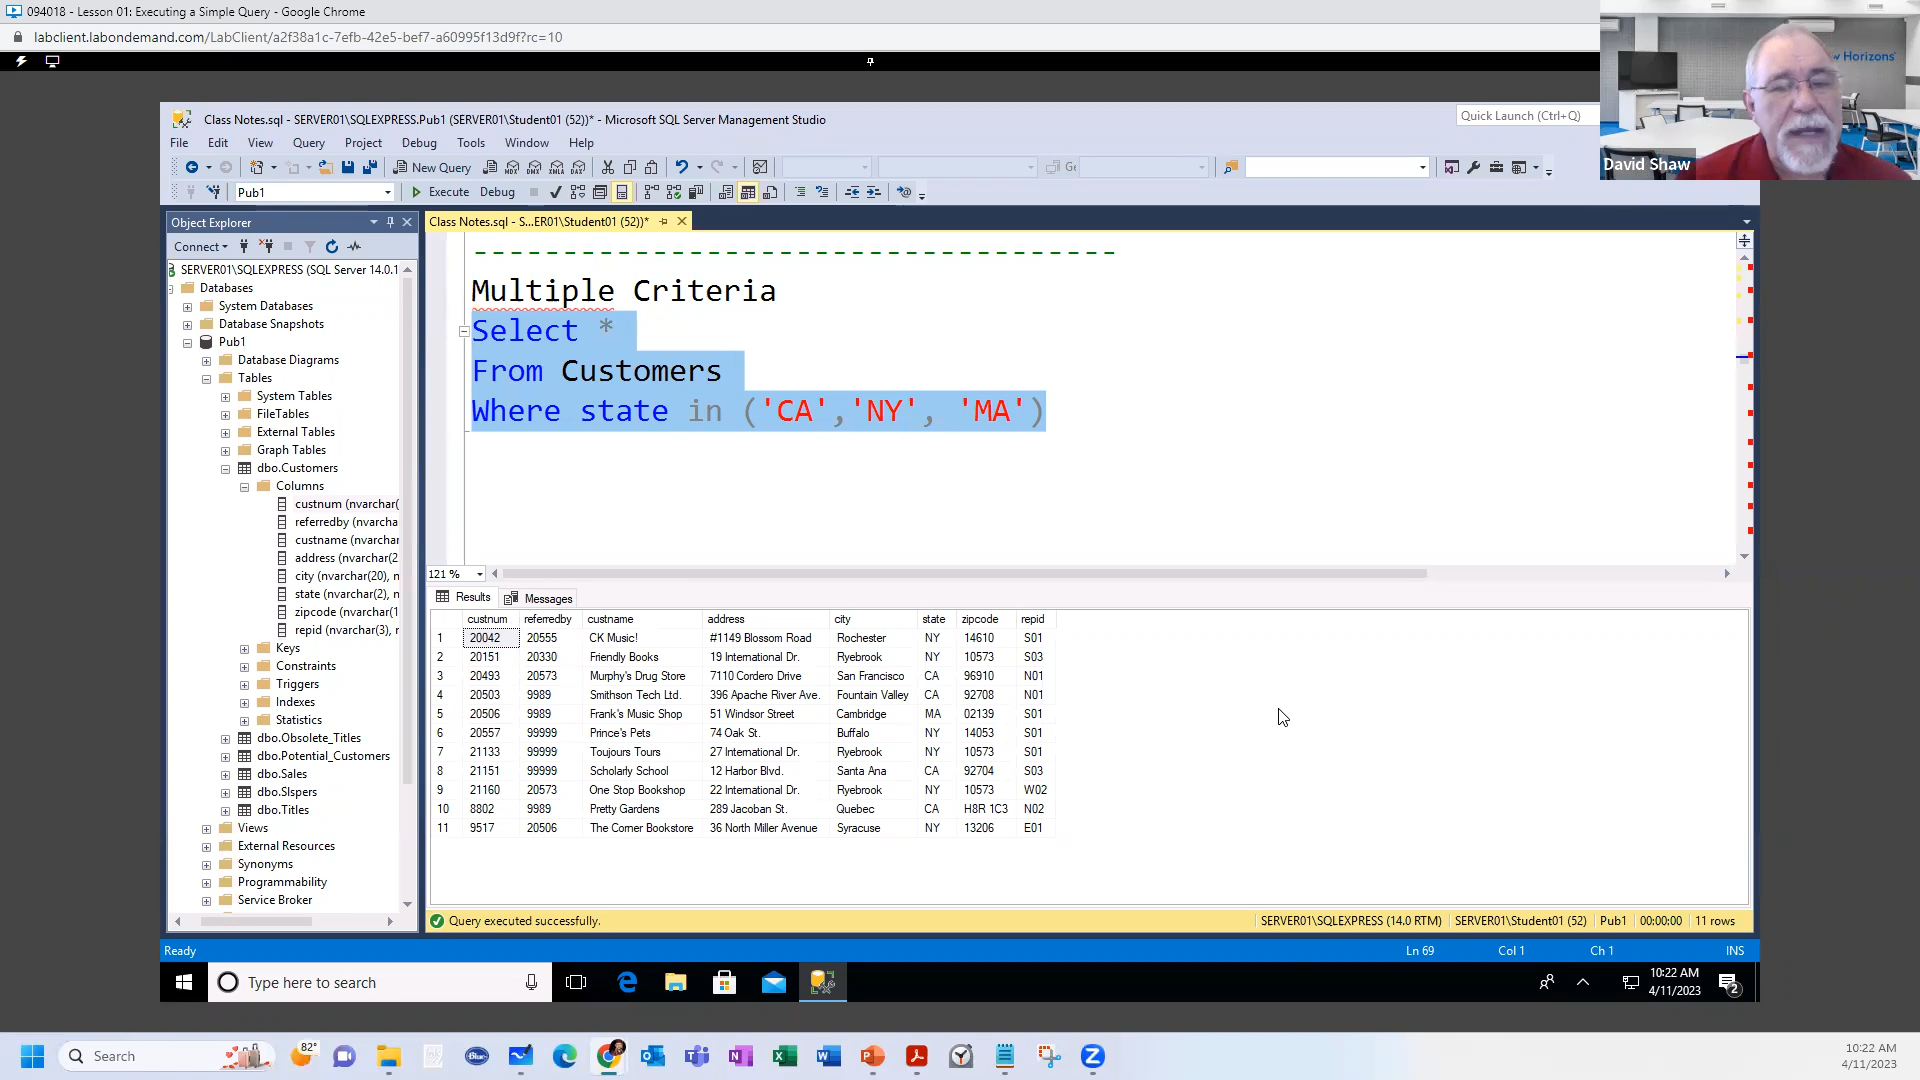 094018 - Lesson 01: Executing a Simple Query - Google Chrome
labclient.labondemand.com/LabClient/a2f38a1c-7efb-42e5-bef7-a60995f13d9f?rc=10
Horizons
David Shaw
Class Notes.sql - SERVER01\SQLEXPRESS.Pub1 (SERVER01\Student01 (52))* - Microsoft SQL Server Management Studio
Quick Launch (Ctrl+Q)
File Edit View Query Project Debug Tools Window Help
New Query
Pub1 Execute Debug
Object Explorer
Class Notes.sql - S...ER01\Student01 (52))*
Connect
SERVER01\SQLEXPRESS (SQL Server 14.0.1
Databases
System Databases
Database Snapshots
Pub1
Database Diagrams
Tables
System Tables
FileTables
External Tables
Graph Tables
dbo.Customers
Columns
custnum (nvarchar(
referredby (nvarcha
custname (nvarchar
address (nvarchar(2
city (nvarchar(20), n
state (nvarchar(2), n
zipcode (nvarchar(1
repid (nvarchar(3), r
Keys
Constraints
Triggers
Indexes
Statistics
dbo.Obsolete_Titles
dbo.Potential_Customers
dbo.Sales
dbo.Slspers
dbo.Titles
Views
External Resources
Synonyms
Programmability
Service Broker
---------------------------------
Multiple Criteria
Select *
From Customers
Where state in ('CA','NY', 'MA')
121 %
Results Messages
custnum referredby custname address city state zipcode repid
1 20042 20555 CK Music! #1149 Blossom Road Rochester NY 14610 S01
2 20151 20330 Friendly Books 19 International Dr. Ryebrook NY 10573 S03
3 20493 20573 Murphy's Drug Store 7110 Cordero Drive San Francisco CA 96910 N01
4 20503 9989 Smithson Tech Ltd. 396 Apache River Ave. Fountain Valley CA 92708 N01
5 20506 9989 Frank's Music Shop 51 Windsor Street Cambridge MA 02139 S01
6 20557 99999 Prince's Pets 74 Oak St. Buffalo NY 14053 S01
7 21133 99999 Toujours Tours 27 International Dr. Ryebrook NY 10573 S01
8 21151 99999 Scholarly School 12 Harbor Blvd. Santa Ana CA 92704 S03
9 21160 20573 One Stop Bookshop 22 International Dr. Ryebrook NY 10573 W02
10 8802 9989 Pretty Gardens 289 Jacoban St. Quebec CA H8R 1C3 N02
11 9517 20506 The Corner Bookstore 36 North Miller Avenue Syracuse NY 13206 E01
Query executed successfully. SERVER01\SQLEXPRESS (14.0 RTM) SERVER01\Student01 (52) Pub1 00:00:00 11 rows
Ready Ln 69 Col 1 Ch 1 INS
Type here to search
10:22 AM
4/11/2023
2
Search
82°
10:22 AM
4/11/2023